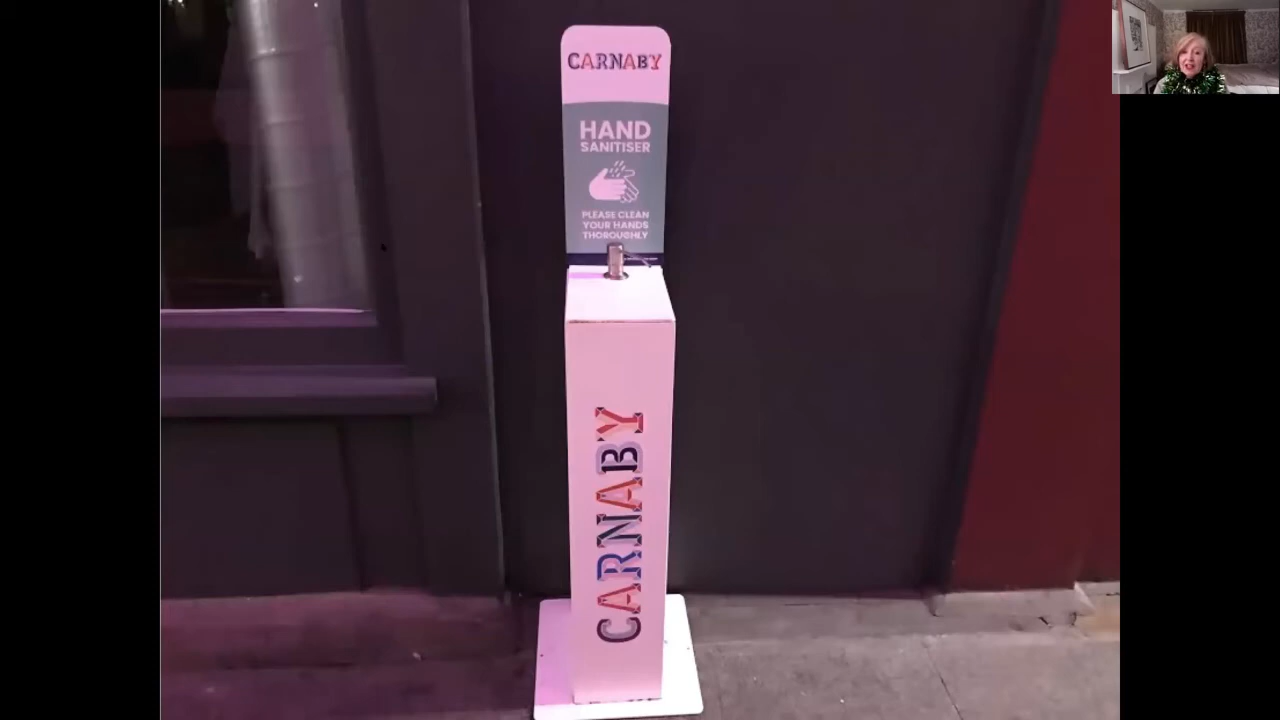 CARNABY
HAND
SANITISER
PLEASE CLEAN
YOUR HANDS
THOROUGHLY
CARNABY